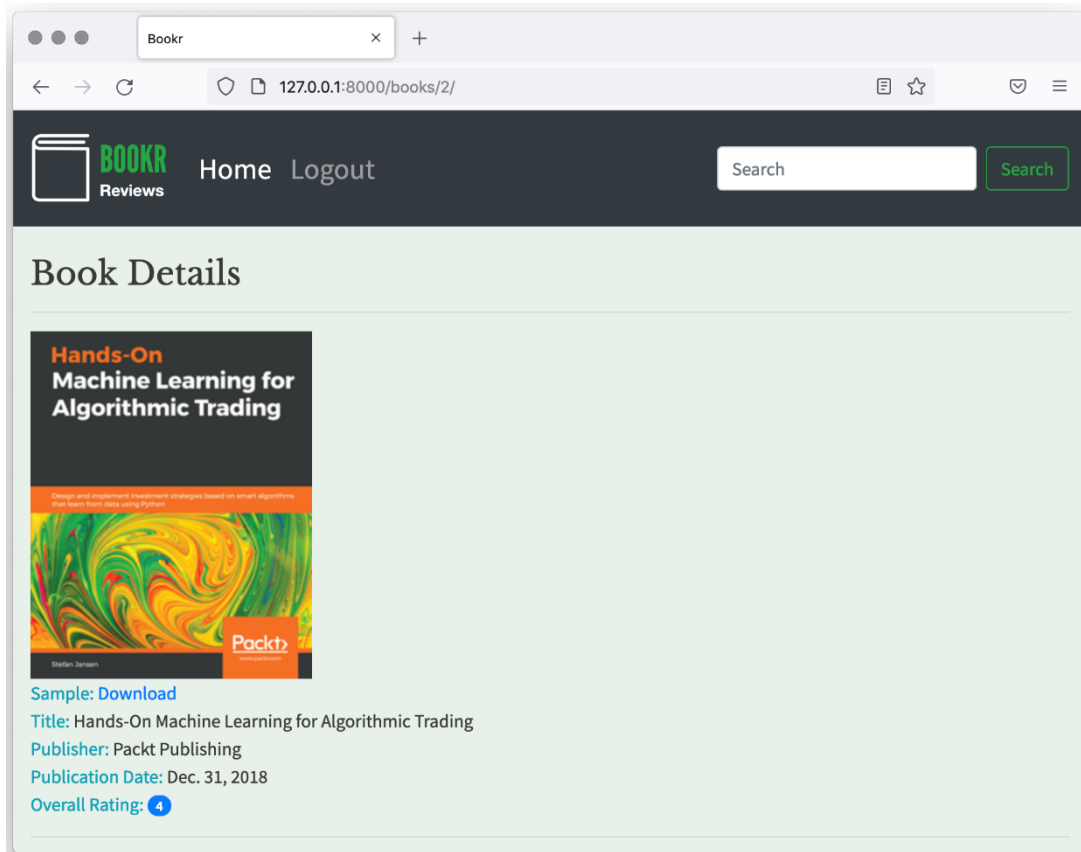 Bookr
127.0.0.1:8000/books/2/
BOOKR
Reviews
Home Logout
Search
Search
Book Details
Hands-On
Machine Learning for
Algorithmic Trading
Design and implement investment strategies based on smart algorithms
that learn from data using Python
Packt>
www.packt.com
Stefan Jansen
Sample: Download
Title: Hands-On Machine Learning for Algorithmic Trading
Publisher: Packt Publishing
Publication Date: Dec. 31, 2018
Overall Rating: 4